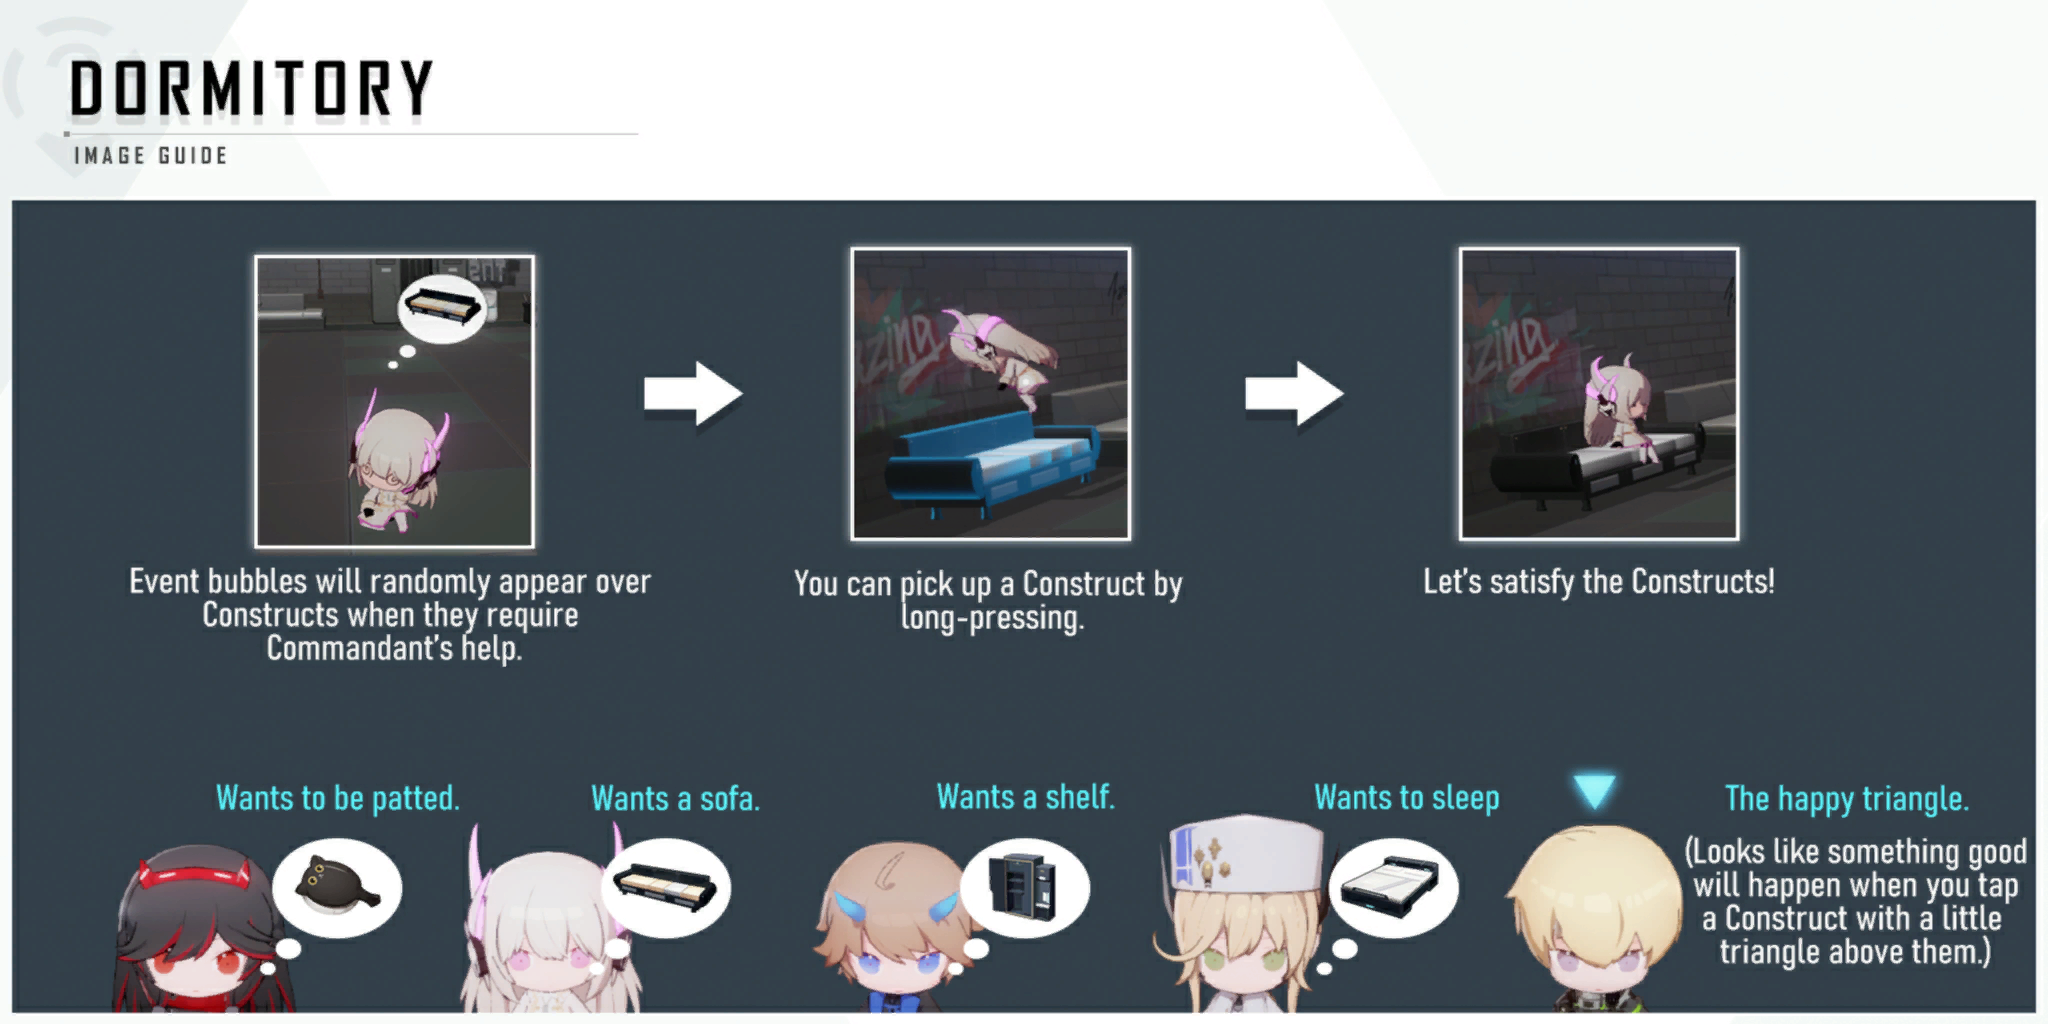 DORMITORY
IMAGE GUIDE
Event bubbles will randomly appear over
Constructs when they require
Commandant's help.
You can pick up a Construct by
long-pressing.
Let's satisfy the Constructs!
Wants to be patted.
Wants a sofa.
Wants a shelf.
Wants to sleep
The happy triangle.
(Looks like something good
will happen when you tap
a Construct with a little
triangle above them.)